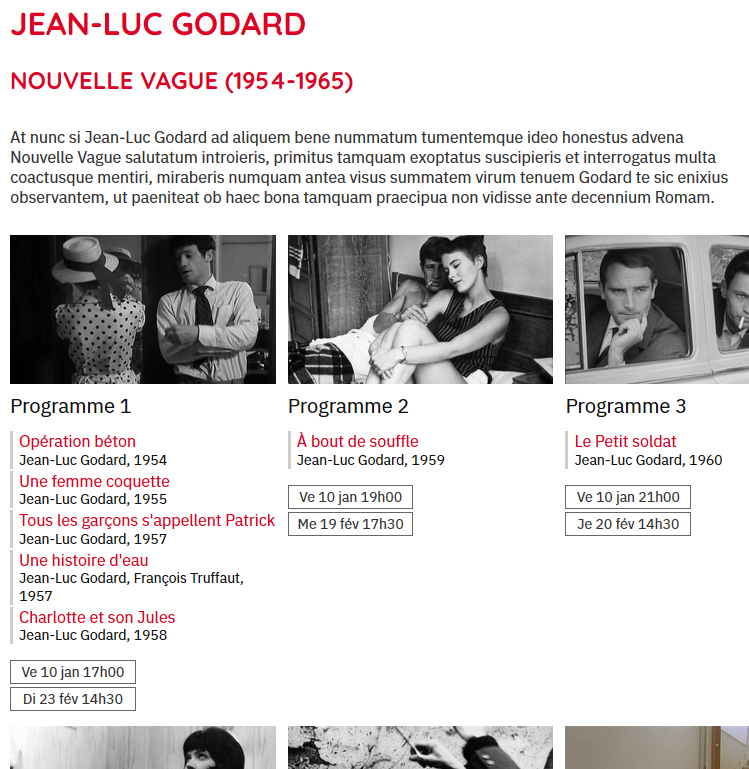 JEAN-LUC GODARD
NOUVELLE VAGUE (1954-1965)
At nunc si Jean-Luc Godard ad aliquem bene nummatum tumentemque ideo honestus advena
Nouvelle Vague salutatum introieris, primitus tamquam exoptatus suscipieris et interrogatus multa
coactusque mentiri, miraberis numquam antea visus summatem virum tenuem Godard te sic enixius
observantem, ut paeniteat ob haec bona tamquam praecipua non vidisse ante decennium Romam.
Programme 1
Opération béton
Jean-Luc Godard, 1954
Une femme coquette
Jean-Luc Godard, 1955
Tous les garçons s'appellent Patrick
Jean-Luc Godard, 1957
Une histoire d'eau
Jean-Luc Godard, François Truffaut,
1957
Charlotte et son Jules
Jean-Luc Godard, 1958
Ve 10 jan 17h00
Di 23 fév 14h30
Programme 2
À bout de souffle
Jean-Luc Godard, 1959
Ve 10 jan 19h00
Me 19 fév 17h30
Programme 3
Le Petit soldat
Jean-Luc Godard, 1960
Ve 10 jan 21h00
Je 20 fév 14h30